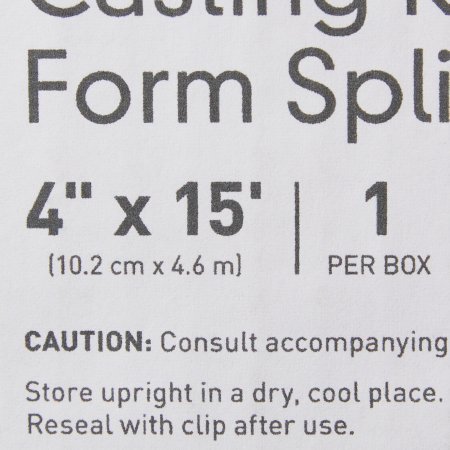 Casting
Form
4" x 15'
1
(10.2 cm x 4.6 m)
PER BOX
CAUTION: Consult accompanying
Store upright in a dry, cool place.
Reseal with clip after use.